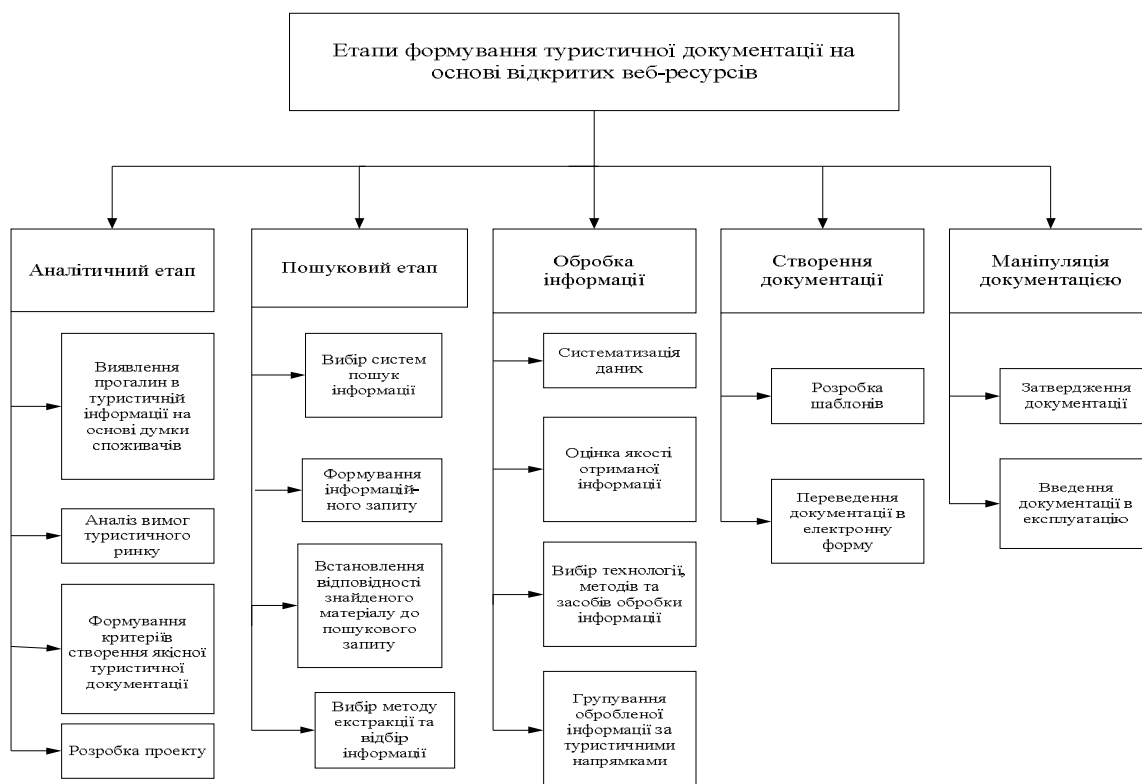 Етапи формування туристичної документації на
основі відкритих веб-ресурсів
Аналітичний етап
Виявлення
прогалин в
туристичній
інформації на
основі думки
споживачів
Аналіз вимог
туристичного
ринку
Формування
критеріїв
створення якісної
туристичної
документації
Розробка проекту
Пошуковий етап
Вибір систем
пошук
інформації
Формування
інформацій-
ного запиту
Встановлення
відповідності
знайденого
матеріалу до
пошукового
запиту
Вибір методу
екстракції та
відбір
інформації
Обробка
інформації
Систематизація
даних
Оцінка якості
отриманої
інформації
Вибір технології,
методів та
засобів обробки
інформації
Групування
обробленої
інформації за
туристичними
напрямками
Створення
документації
Розробка
шаблонів
Переведення
документації в
електронну
форму
Маніпуляція
документацією
Затвердження
документації
Введення
документації в
експлуатацію